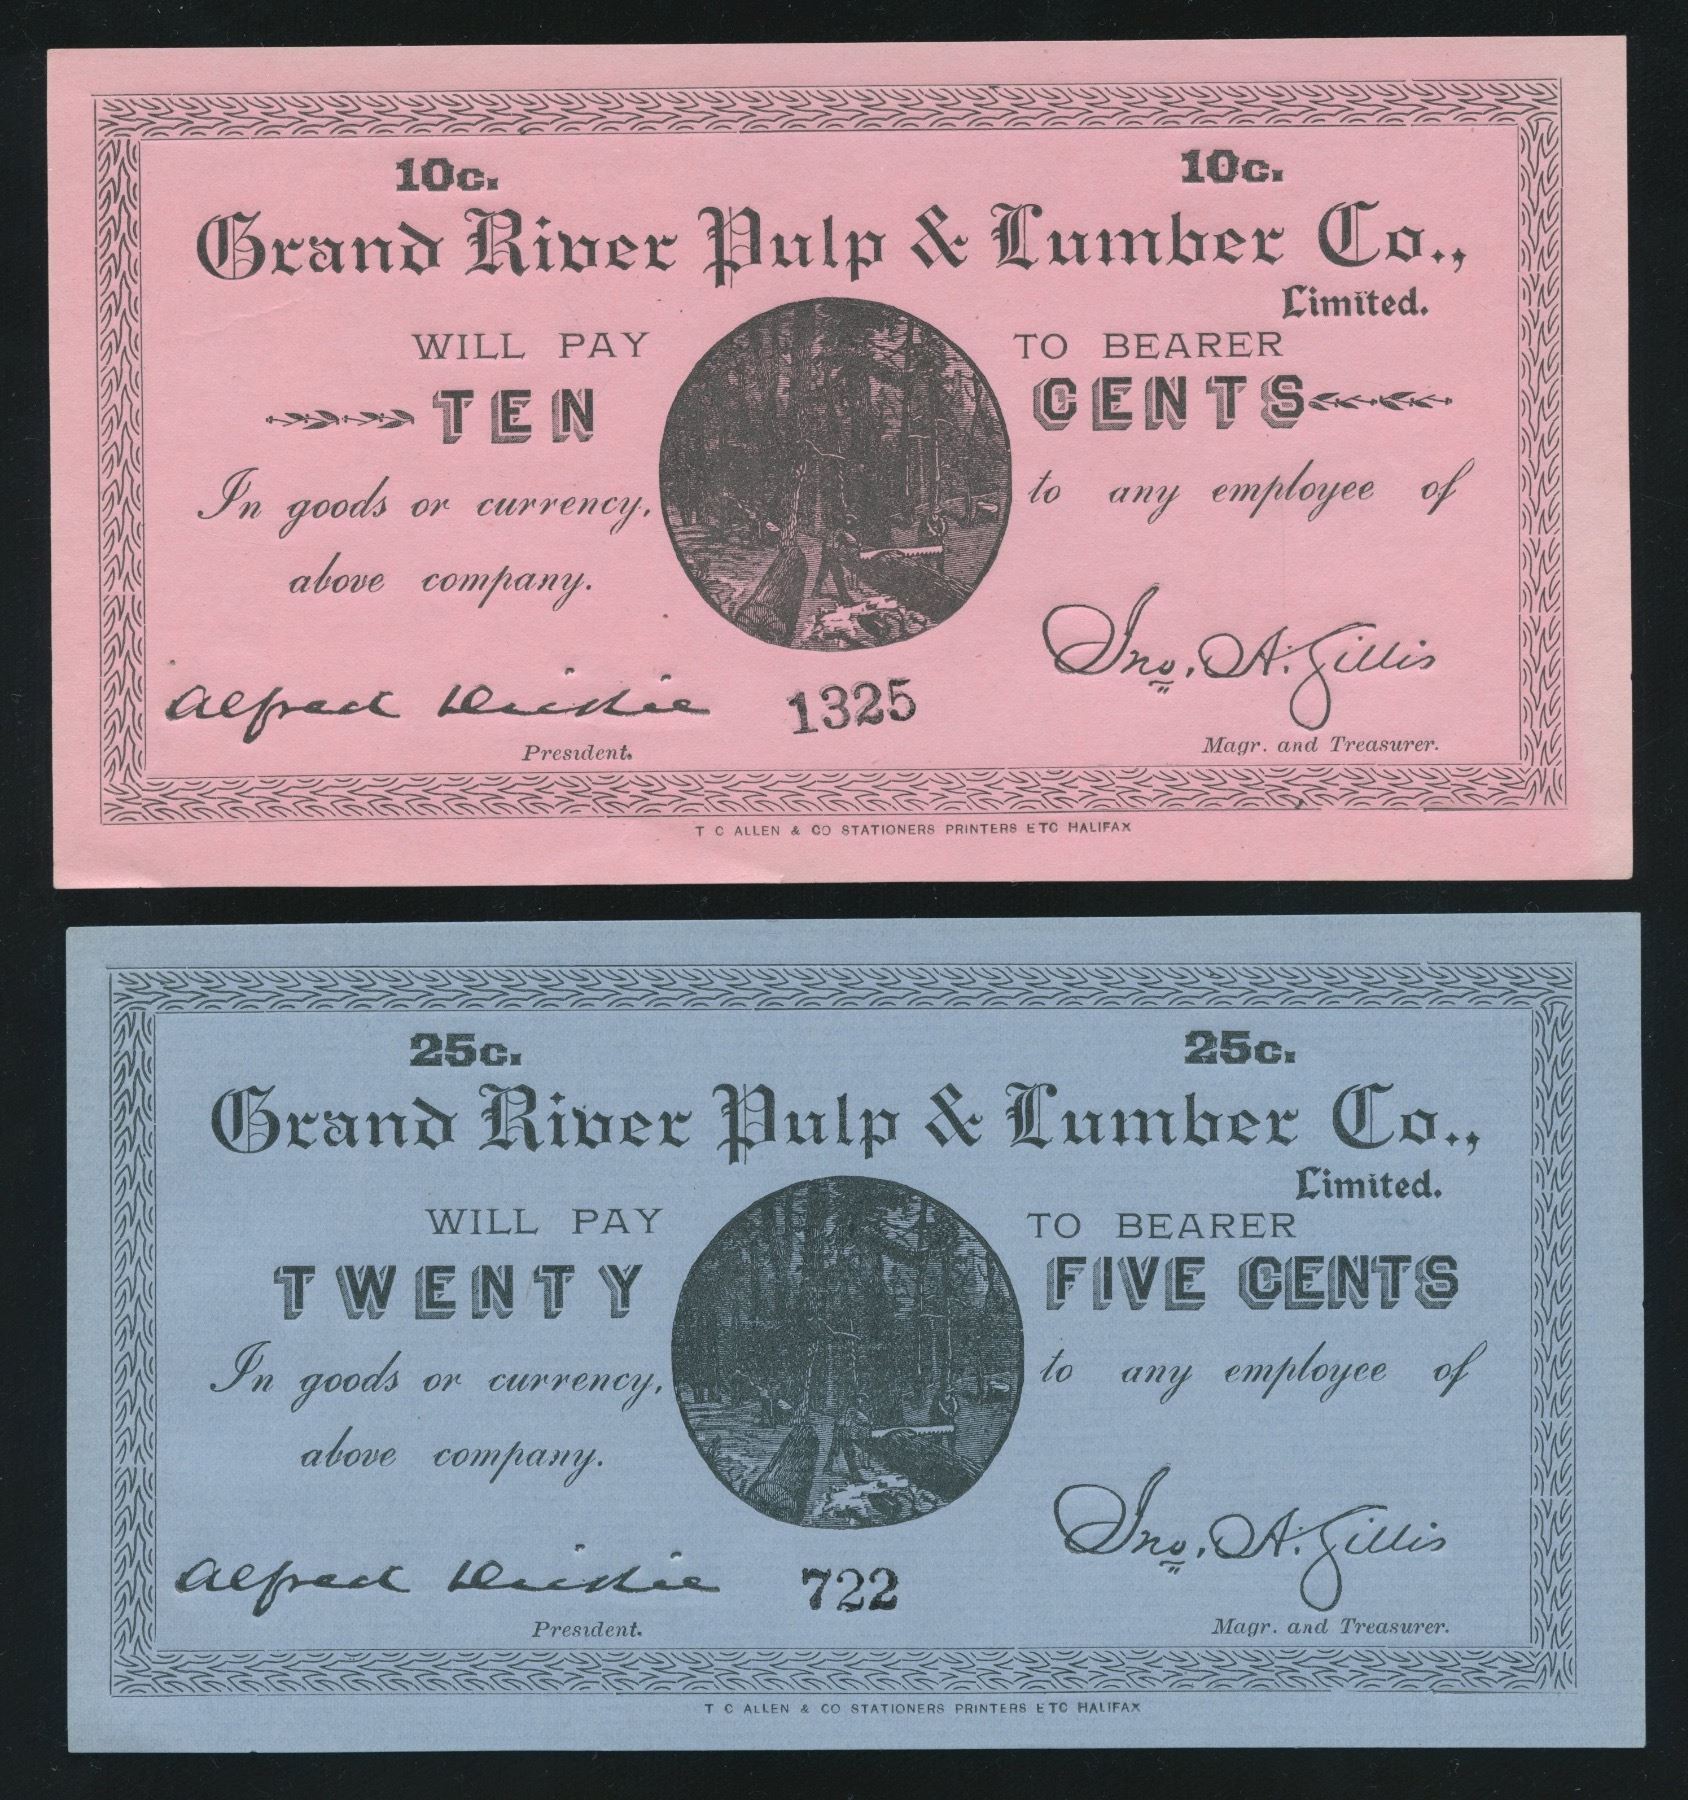 10c. 10c.
Grand River Pulp & Lumber Co.,
Limited.
WILL PAY TO BEARER
TEN CENTS
In goods or currency, to any employee of
above company.
Alfred Dickie Jno. A. Gillis
1325
President. Magr. and Treasurer.
T C ALLEN & CO STATIONERS PRINTERS ETC HALIFAX
25c. 25c.
Grand River Pulp & Lumber Co.,
Limited.
WILL PAY TO BEARER
TWENTY FIVE CENTS
In goods or currency, to any employee of
above company.
Alfred Dickie Jno. A. Gillis
722
President. Magr. and Treasurer.
T C ALLEN & CO STATIONERS PRINTERS ETC HALIFAX